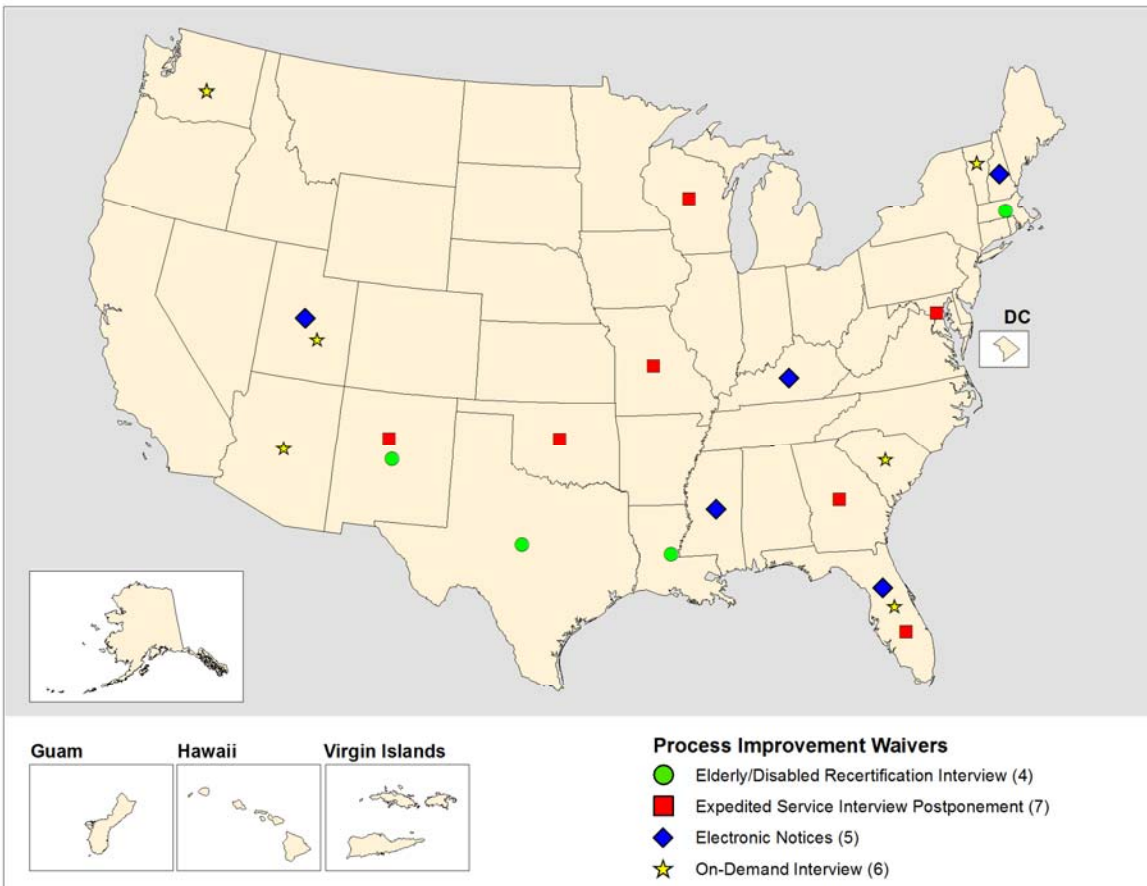 DC
Guam
Hawaii
Virgin Islands
Process Improvement Waivers
Elderly/Disabled Recertification Interview (4)
Expedited Service Interview Postponement (7)
Electronic Notices (5)
On-Demand Interview (6)